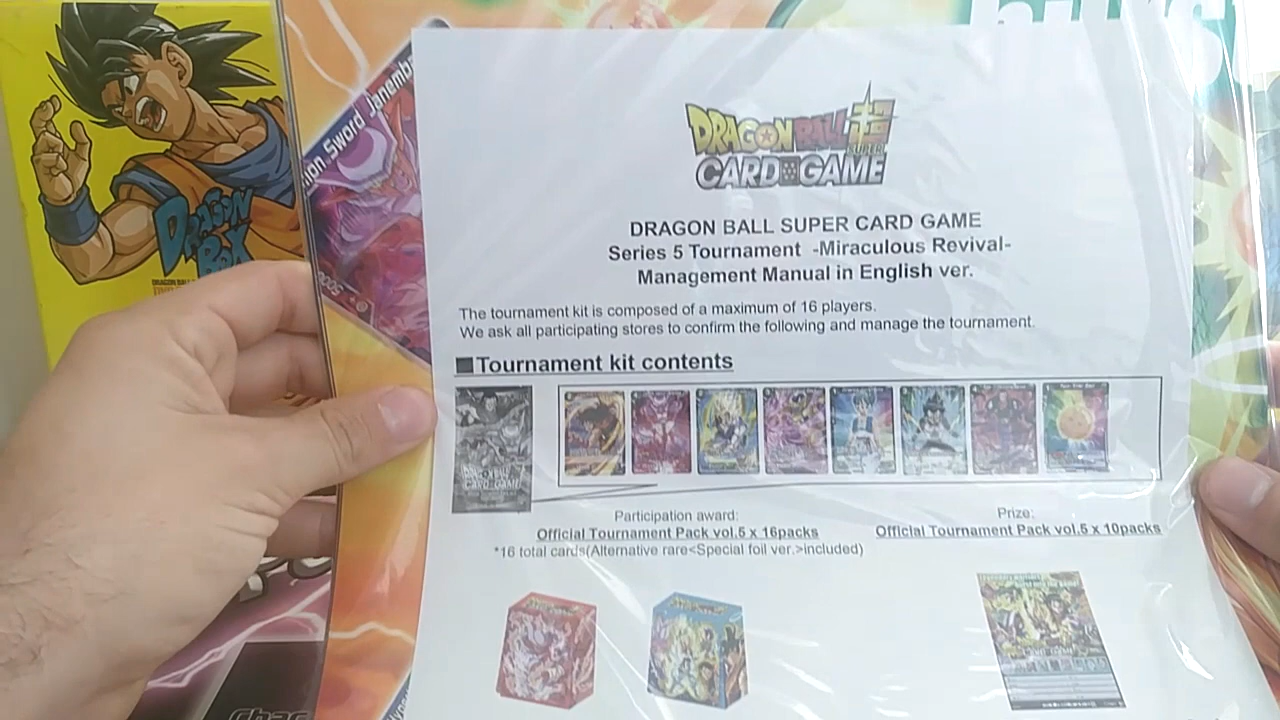 DRAGON BALL 超
SUPER
CARD GAME
DRAGON BALL SUPER CARD GAME
Series 5 Tournament -Miraculous Revival-
Management Manual in English ver.
The tournament kit is composed of a maximum of 16 players.
We ask all participating stores to confirm the following and manage the tournament.
■Tournament kit contents
Participation award:
Official Tournament Pack vol.5 x 16packs
*16 total cards(Alternative rare<Special foil ver.>included)
Prize:
Official Tournament Pack vol.5 x 10packs
DRAGON
BOX
Sword Janemba
CARD GAME